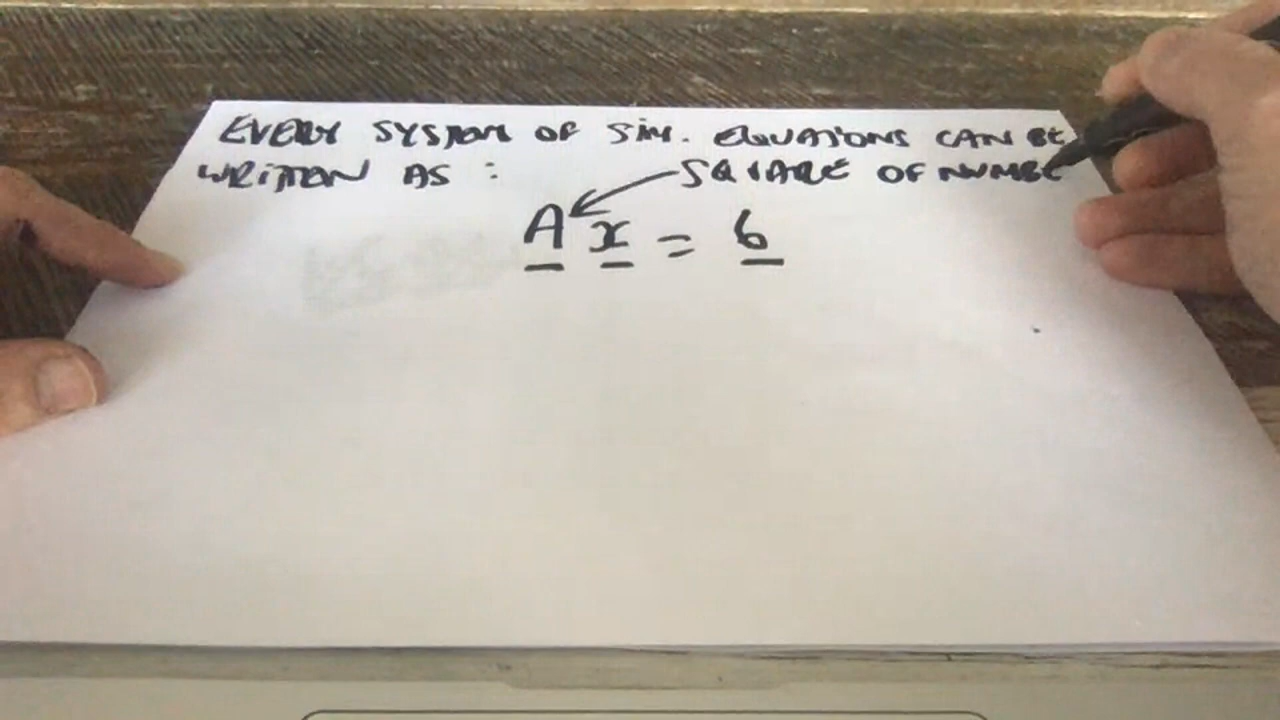 EVERY SYSTEM OF SIM. EQUATIONS CAN BE
WRITTEN AS : SQUARE OF NUMBE
A x = b